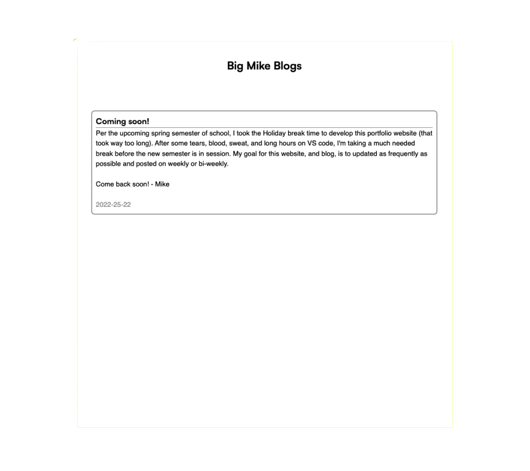 Big Mike Blogs
Coming soon!
Per the upcoming spring semester of school, I took the Holiday break time to develop this portfolio website (that
took way too long). After some tears, blood, sweat, and long hours on VS code, I'm taking a much needed
break before the new semester is in session. My goal for this website, and blog, is to updated as frequently as
possible and posted on weekly or bi-weekly.
Come back soon! - Mike
2022-25-22